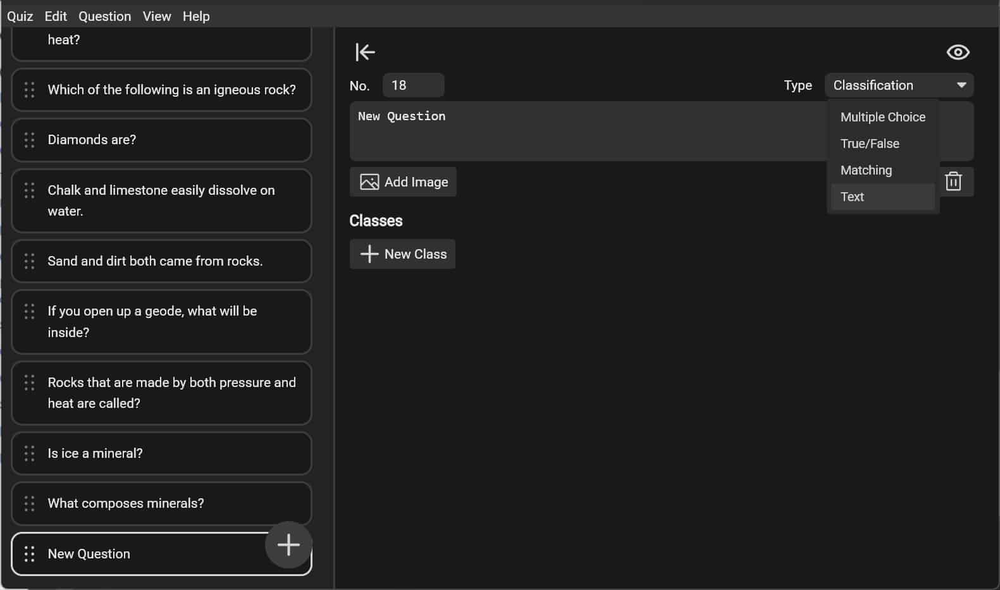 Quiz Edit Question View Help
heat?
Which of the following is an igneous rock?
Diamonds are?
Chalk and limestone easily dissolve on
water.
Sand and dirt both came from rocks.
If you open up a geode, what will be
inside?
Rocks that are made by both pressure and
heat are called?
Is ice a mineral?
What composes minerals?
New Question
No. 18
Type Classification
New Question
Multiple Choice
True/False
Matching
Text
Add Image
Classes
New Class